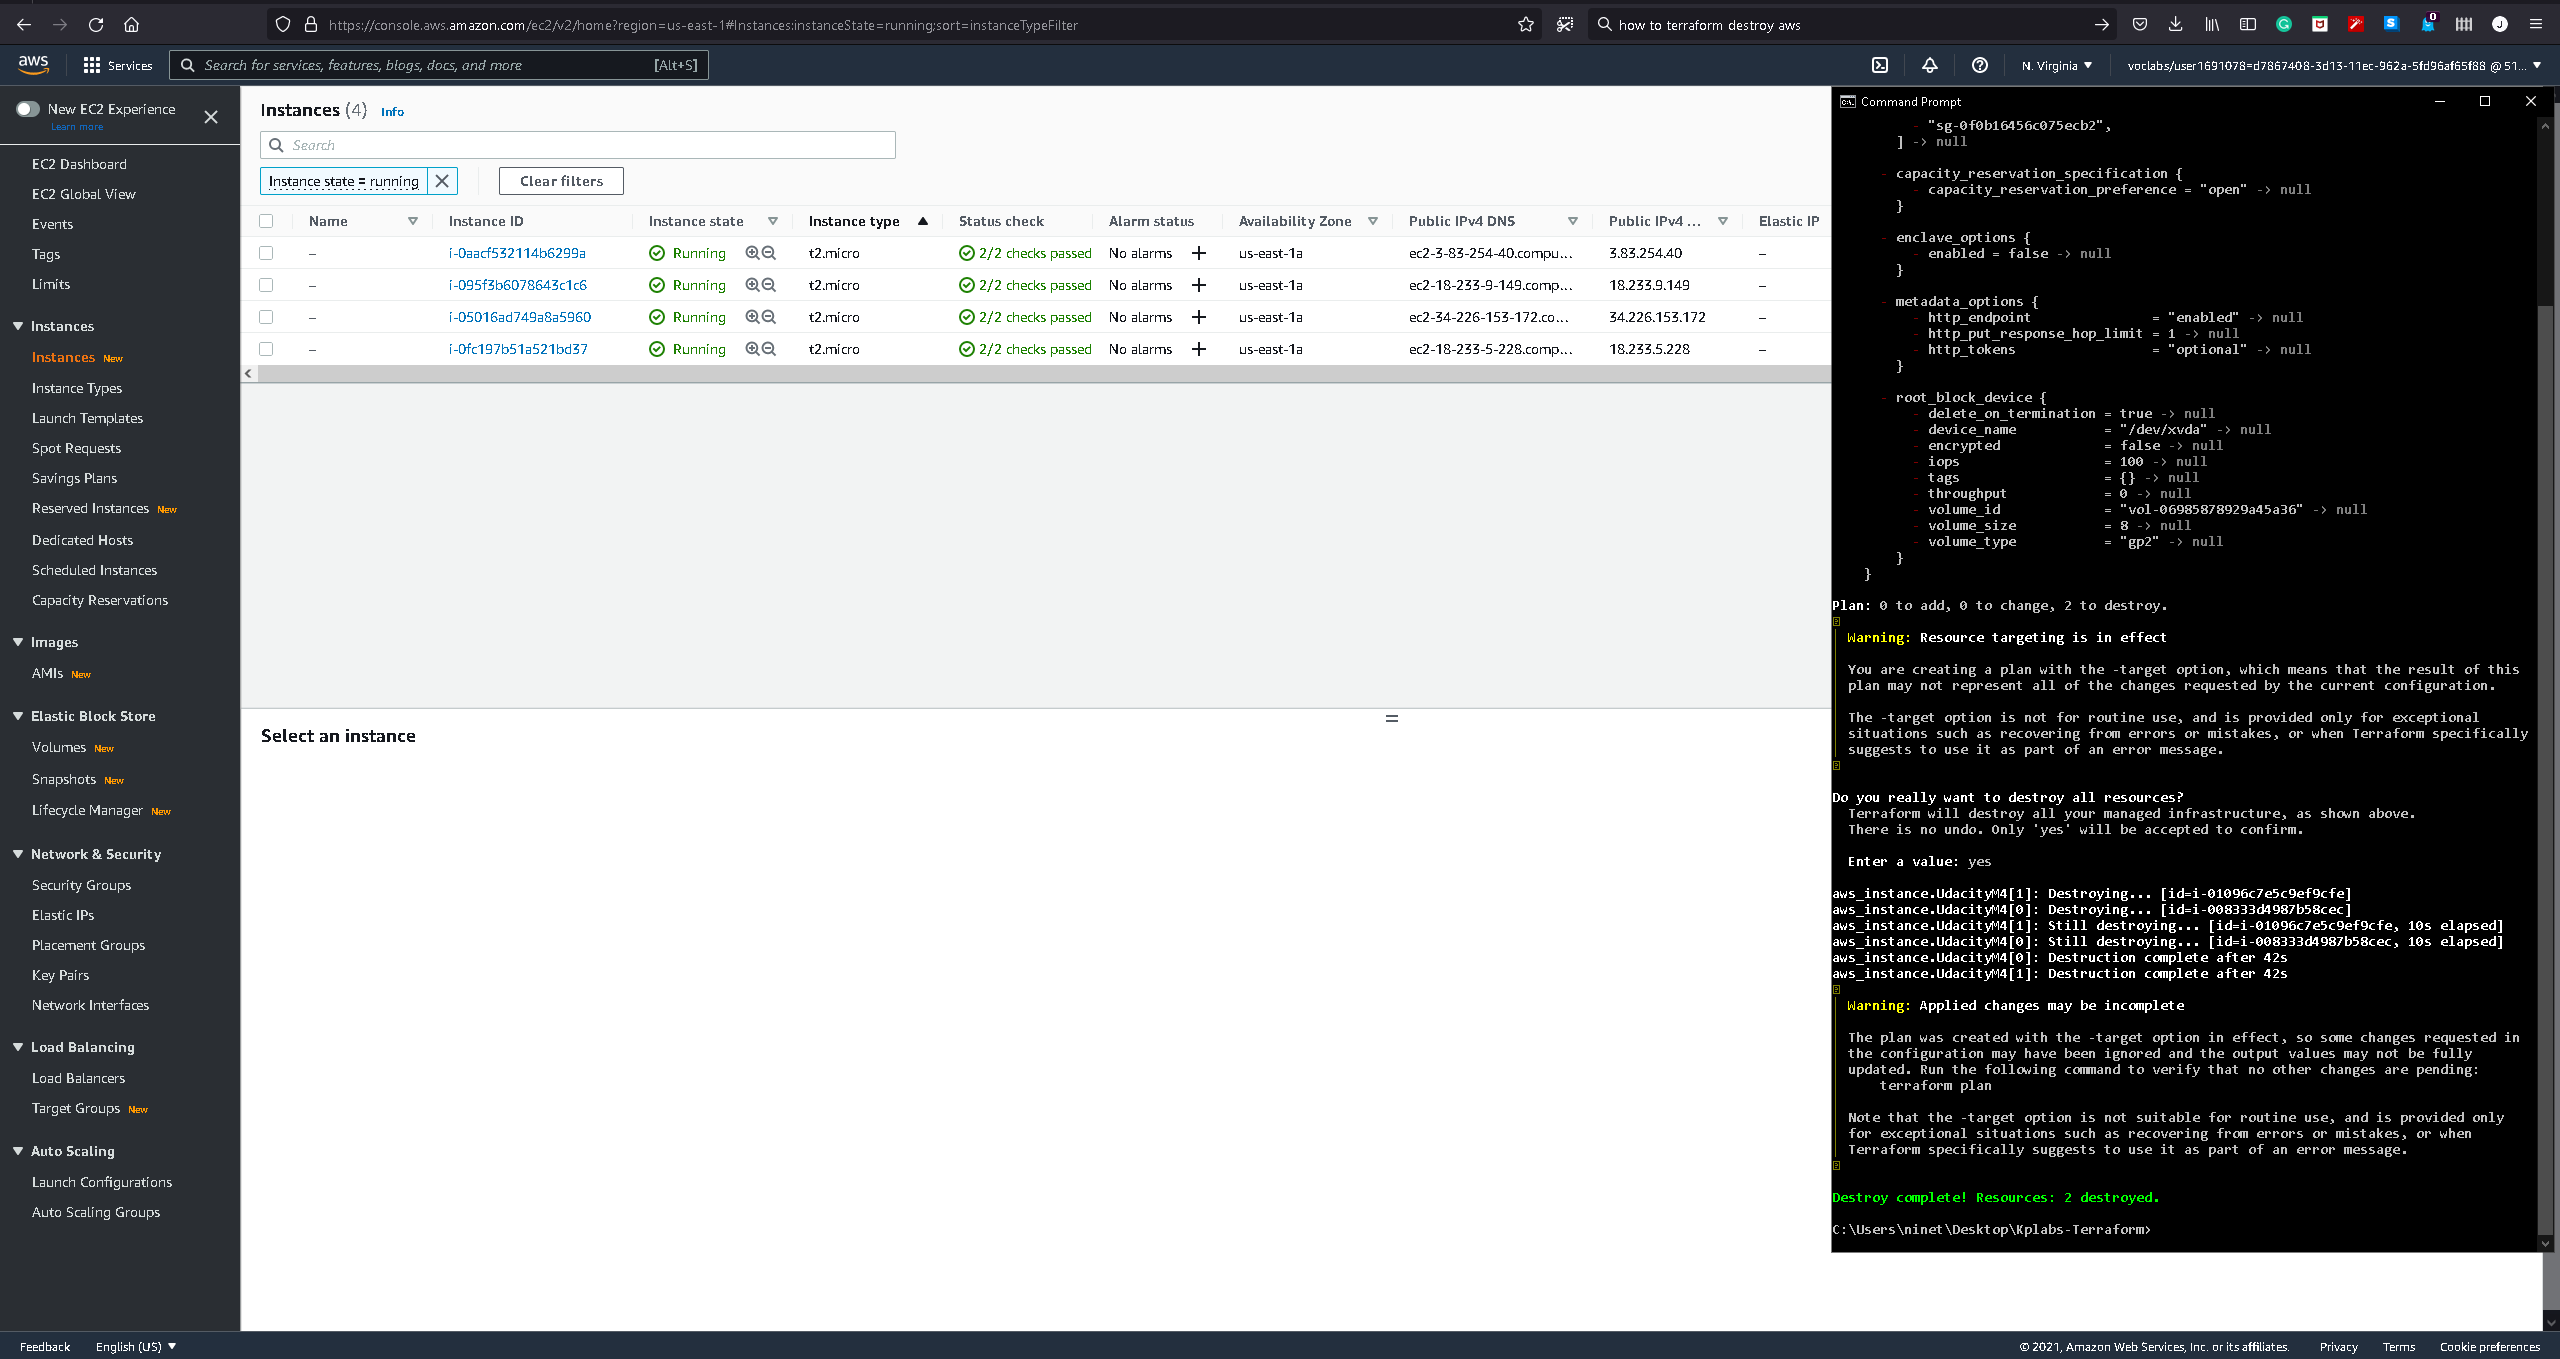 https://console.aws.amazon.com/ec2/v2/home?region=us-east-1#Instances:instanceState=running;sort=instanceTypeFilter
how to terraform destroy aws
0
J
aws
Services
Search for services, features, blogs, docs, and more
[Alt+S]
N. Virginia
voclabs/user1691078=d7867408-3d13-11ec-962a-5fd96af65f88 @ 51...
New EC2 Experience
Learn more
EC2 Dashboard
EC2 Global View
Events
Tags
Limits
Instances
Instances New
Instance Types
Launch Templates
Spot Requests
Savings Plans
Reserved Instances New
Dedicated Hosts
Scheduled Instances
Capacity Reservations
Images
AMIs New
Elastic Block Store
Volumes New
Snapshots New
Lifecycle Manager New
Network & Security
Security Groups
Elastic IPs
Placement Groups
Key Pairs
Network Interfaces
Load Balancing
Load Balancers
Target Groups New
Auto Scaling
Launch Configurations
Auto Scaling Groups
Instances (4) Info
Search
Instance state = running
Clear filters
Name Instance ID Instance state Instance type Status check Alarm status Availability Zone Public IPv4 DNS Public IPv4 ... Elastic IP
– i-0aacf532114b6299a Running t2.micro 2/2 checks passed No alarms + us-east-1a ec2-3-83-254-40.compu... 3.83.254.40 –
– i-095f3b6078643c1c6 Running t2.micro 2/2 checks passed No alarms + us-east-1a ec2-18-233-9-149.comp... 18.233.9.149 –
– i-05016ad749a8a5960 Running t2.micro 2/2 checks passed No alarms + us-east-1a ec2-34-226-153-172.co... 34.226.153.172 –
– i-0fc197b51a521bd37 Running t2.micro 2/2 checks passed No alarms + us-east-1a ec2-18-233-5-228.comp... 18.233.5.228 –
Select an instance
Command Prompt
- "sg-0f0b16456c075ecb2",
] -> null
- capacity_reservation_specification {
- capacity_reservation_preference = "open" -> null
}
- enclave_options {
- enabled = false -> null
}
- metadata_options {
- http_endpoint = "enabled" -> null
- http_put_response_hop_limit = 1 -> null
- http_tokens = "optional" -> null
}
- root_block_device {
- delete_on_termination = true -> null
- device_name = "/dev/xvda" -> null
- encrypted = false -> null
- iops = 100 -> null
- tags = {} -> null
- throughput = 0 -> null
- volume_id = "vol-06985878929a45a36" -> null
- volume_size = 8 -> null
- volume_type = "gp2" -> null
}
}
Plan: 0 to add, 0 to change, 2 to destroy.
Warning: Resource targeting is in effect
You are creating a plan with the -target option, which means that the result of this
plan may not represent all of the changes requested by the current configuration.
The -target option is not for routine use, and is provided only for exceptional
situations such as recovering from errors or mistakes, or when Terraform specifically
suggests to use it as part of an error message.
Do you really want to destroy all resources?
Terraform will destroy all your managed infrastructure, as shown above.
There is no undo. Only 'yes' will be accepted to confirm.
Enter a value: yes
aws_instance.UdacityM4[1]: Destroying... [id=i-01096c7e5c9ef9cfe]
aws_instance.UdacityM4[0]: Destroying... [id=i-008333d4987b58cec]
aws_instance.UdacityM4[1]: Still destroying... [id=i-01096c7e5c9ef9cfe, 10s elapsed]
aws_instance.UdacityM4[0]: Still destroying... [id=i-008333d4987b58cec, 10s elapsed]
aws_instance.UdacityM4[0]: Destruction complete after 42s
aws_instance.UdacityM4[1]: Destruction complete after 42s
Warning: Applied changes may be incomplete
The plan was created with the -target option in effect, so some changes requested in
the configuration may have been ignored and the output values may not be fully
updated. Run the following command to verify that no other changes are pending:
terraform plan
Note that the -target option is not suitable for routine use, and is provided only
for exceptional situations such as recovering from errors or mistakes, or when
Terraform specifically suggests to use it as part of an error message.
Destroy complete! Resources: 2 destroyed.
C:\Users\ninet\Desktop\Kplabs-Terraform>
Feedback English (US)
© 2021, Amazon Web Services, Inc. or its affiliates. Privacy Terms Cookie preferences